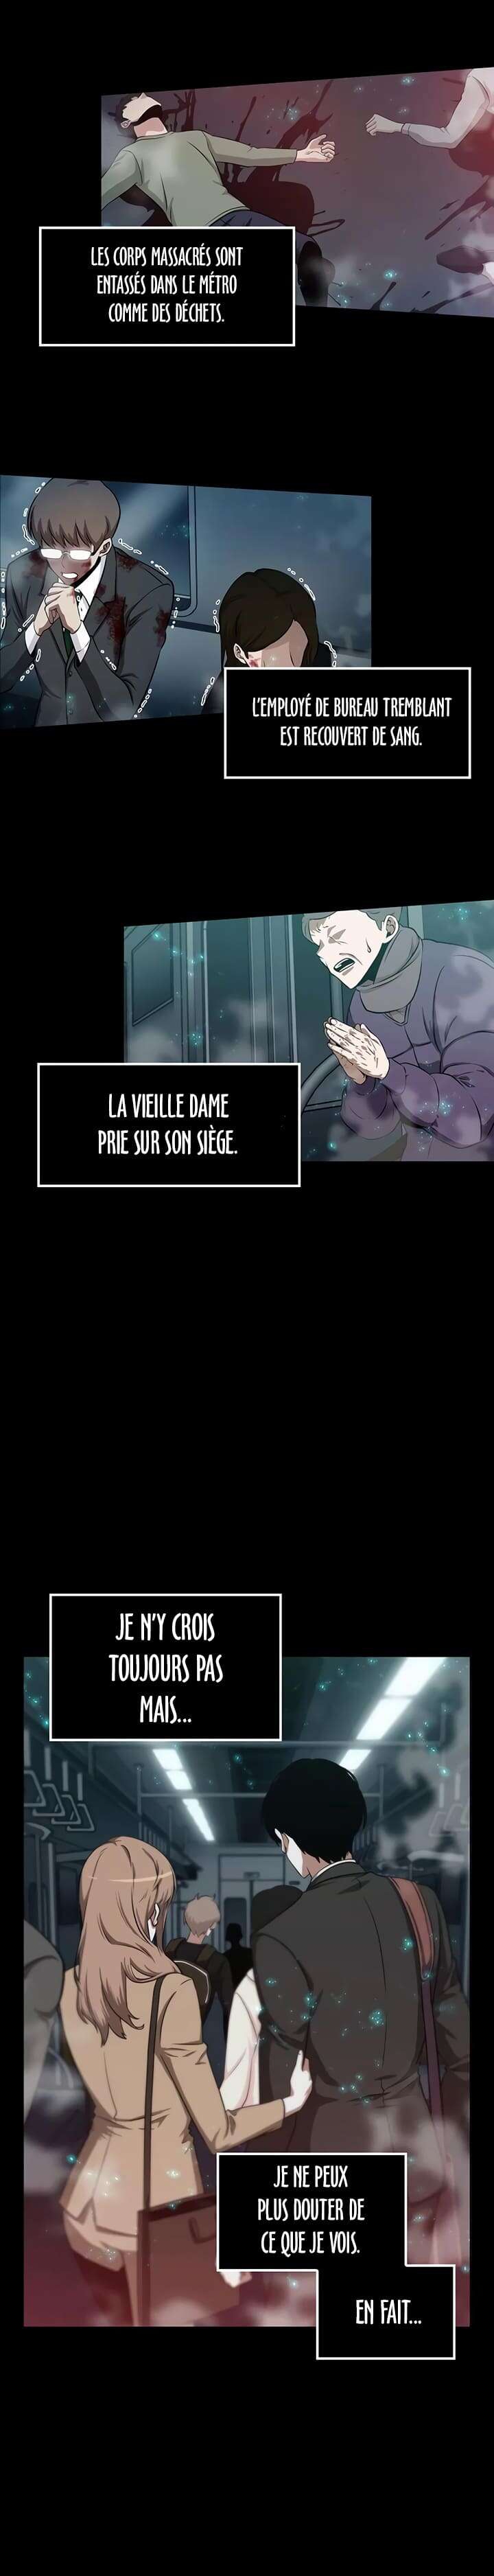 LES CORPS MASSACRÉS SONT
ENTASSÉS DANS LE MÉTRO
COMME DES DÉCHETS.
L'EMPLOYÉ DE BUREAU TREMBLANT
EST RECOUVERT DE SANG.
LA VIEILLE DAME
PRIE SUR SON SIÈGE.
JE N'Y CROIS
TOUJOURS PAS
MAIS...
JE NE PEUX
PLUS DOUTER DE
CE QUE JE VOIS.
EN FAIT...